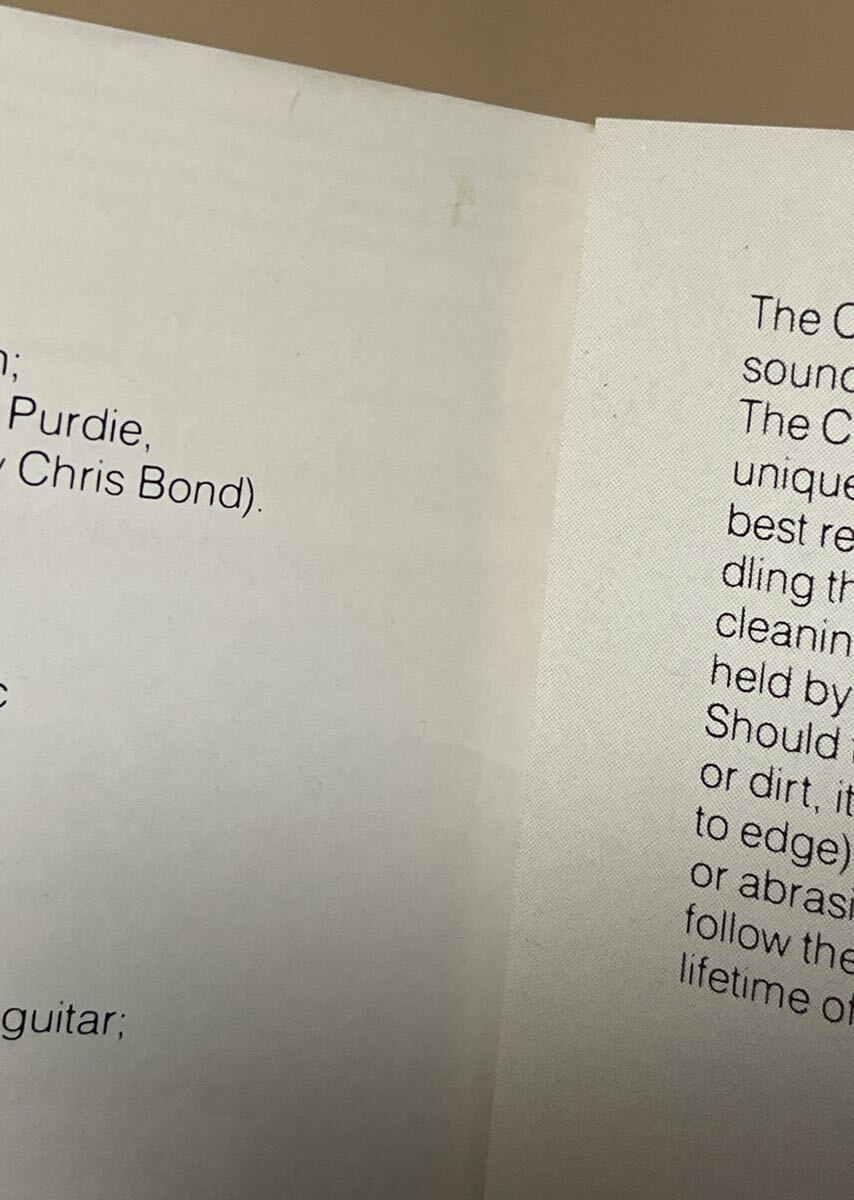 n;
Purdie,
y Chris Bond).
c
guitar;
The C
sound
The C
unique
best re
dling th
cleanin
held by
Should
or dirt, it
to edge)
or abrasi
follow the
lifetime of